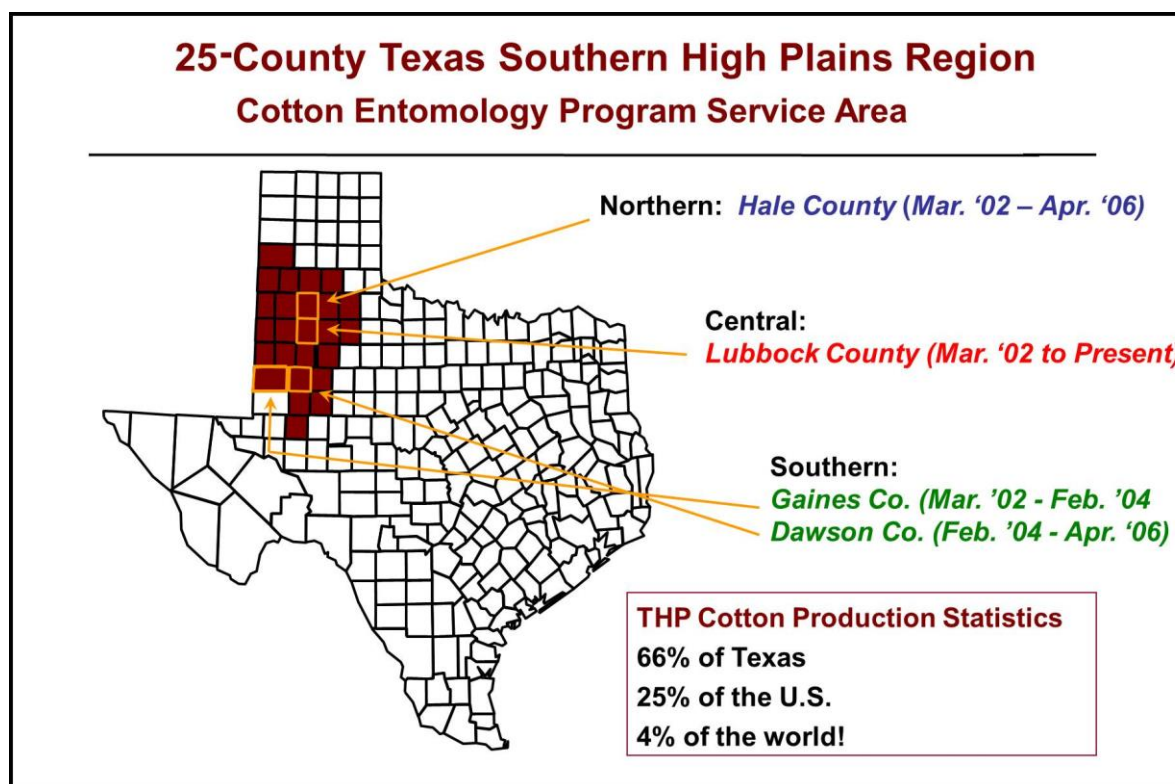 25-County Texas Southern High Plains Region
Cotton Entomology Program Service Area
Northern: Hale County (Mar. ‘02 – Apr. ‘06)
Central:
Lubbock County (Mar. ‘02 to Present)
Southern:
Gaines Co. (Mar. ’02 - Feb. ’04
Dawson Co. (Feb. ’04 - Apr. ’06)
THP Cotton Production Statistics
66% of Texas
25% of the U.S.
4% of the world!